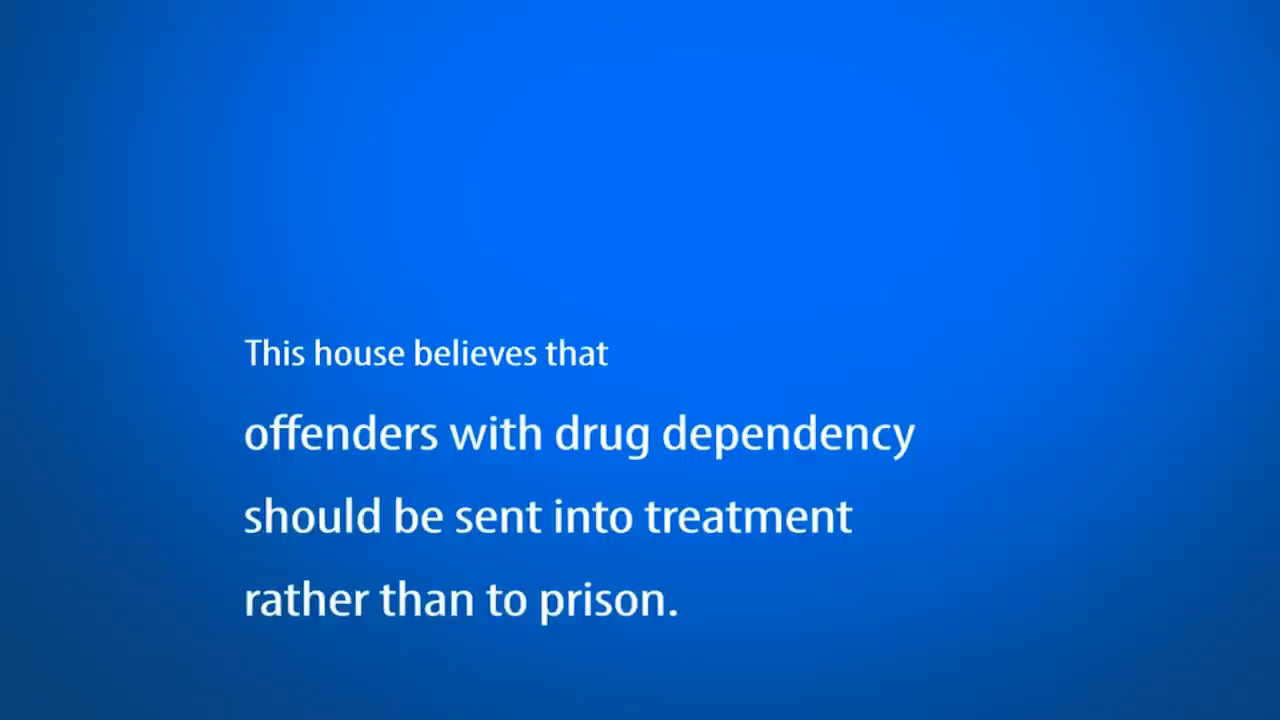 This house believes that
offenders with drug dependency
should be sent into treatment
rather than to prison.